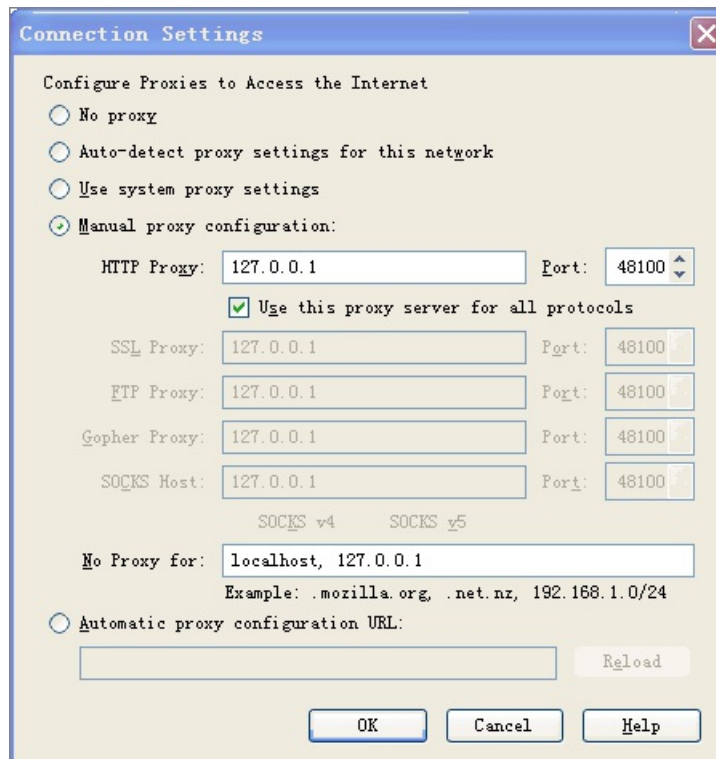 Connection Settings
Configure Proxies to Access the Internet
No proxy
Auto-detect proxy settings for this network
Use system proxy settings
Manual proxy configuration:
HTTP Proxy: 127.0.0.1 Port: 48100
Use this proxy server for all protocols
SSL Proxy: 127.0.0.1 Port: 48100
FTP Proxy: 127.0.0.1 Port: 48100
Gopher Proxy: 127.0.0.1 Port: 48100
SOCKS Host: 127.0.0.1 Port: 48100
SOCKS v4 SOCKS v5
No Proxy for: localhost, 127.0.0.1
Example: .mozilla.org, .net.nz, 192.168.1.0/24
Automatic proxy configuration URL:
Reload
OK Cancel Help